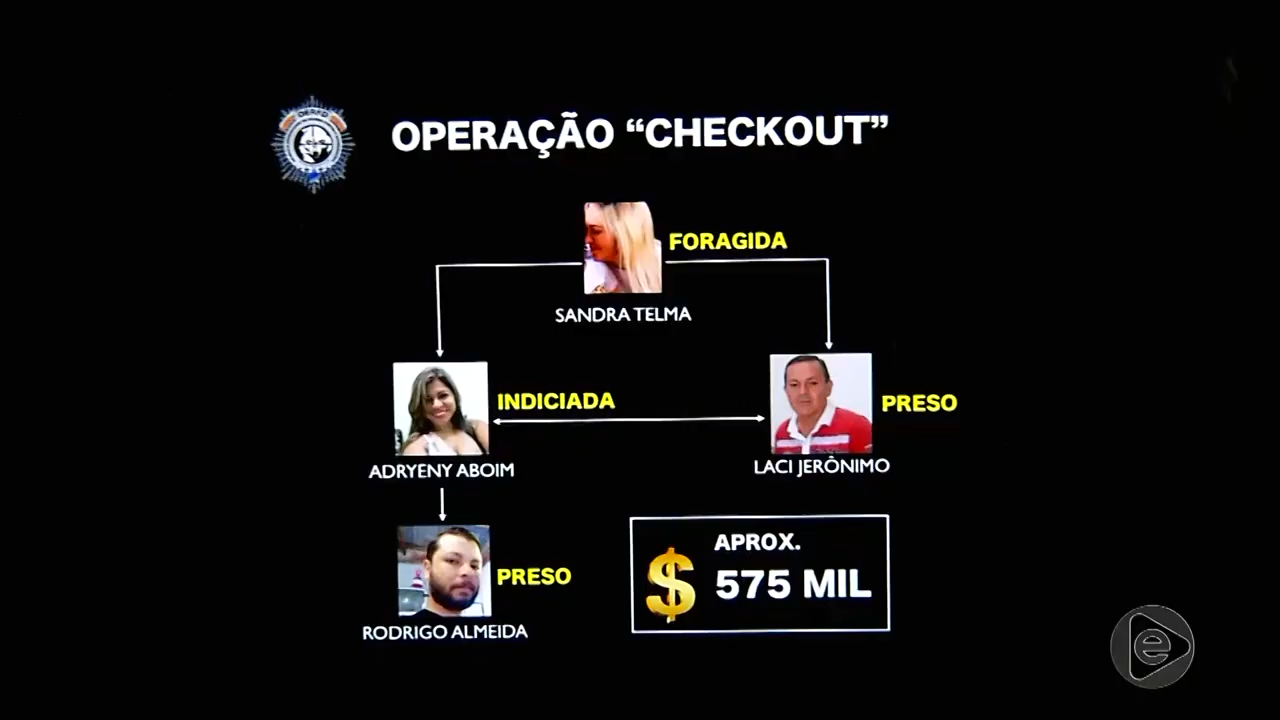 OPERAÇÃO “CHECKOUT”
FORAGIDA
SANDRA TELMA
INDICIADA
PRESO
ADRYENY ABOIM
LACI JERÔNIMO
APROX.
$ 575 MIL
PRESO
RODRIGO ALMEIDA
e